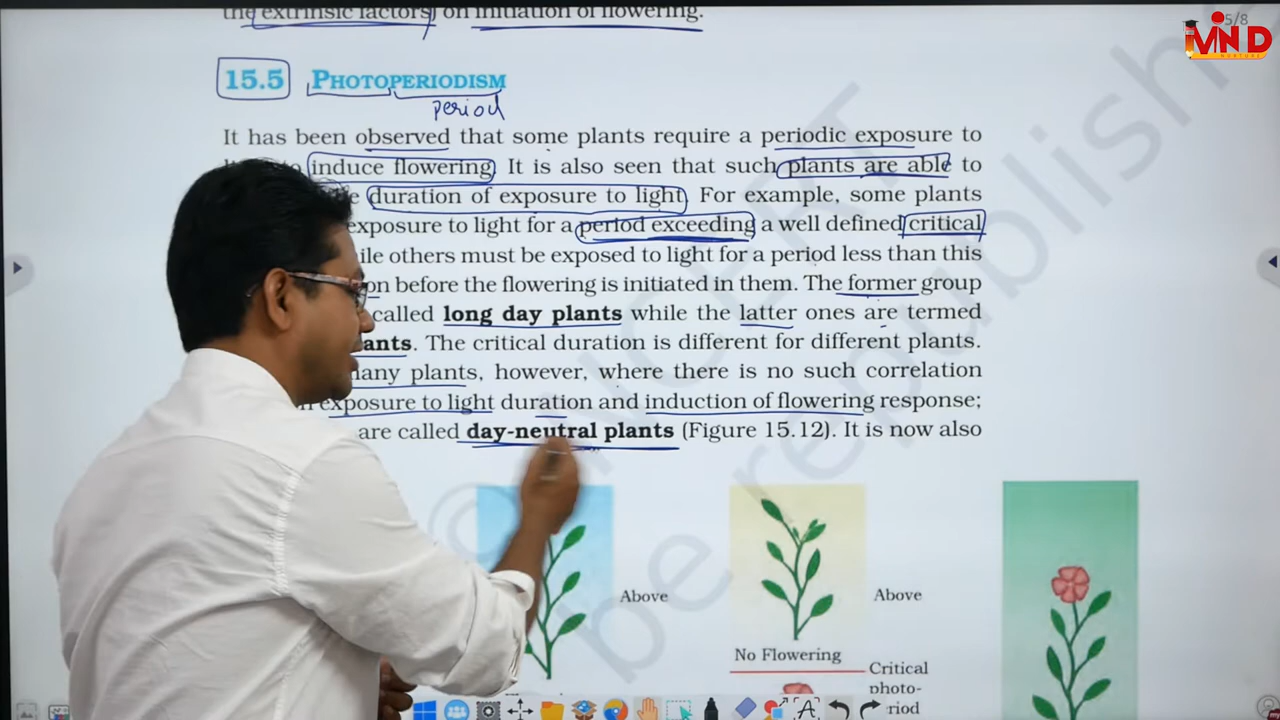 the extrinsic factors) on initiation of flowering.
5/8
MIND
15.5 PHOTOPERIODISM
period
It has been observed that some plants require a periodic exposure to
induce flowering. It is also seen that such plants are able to
duration of exposure to light. For example, some plants
exposure to light for a period exceeding a well defined critical
others must be exposed to light for a period less than this
before the flowering is initiated in them. The former group
called long day plants while the latter ones are termed
. The critical duration is different for different plants.
plants, however, where there is no such correlation
exposure to light duration and induction of flowering response;
are called day-neutral plants (Figure 15.12). It is now also
Above
Above
No Flowering
Critical
photo-